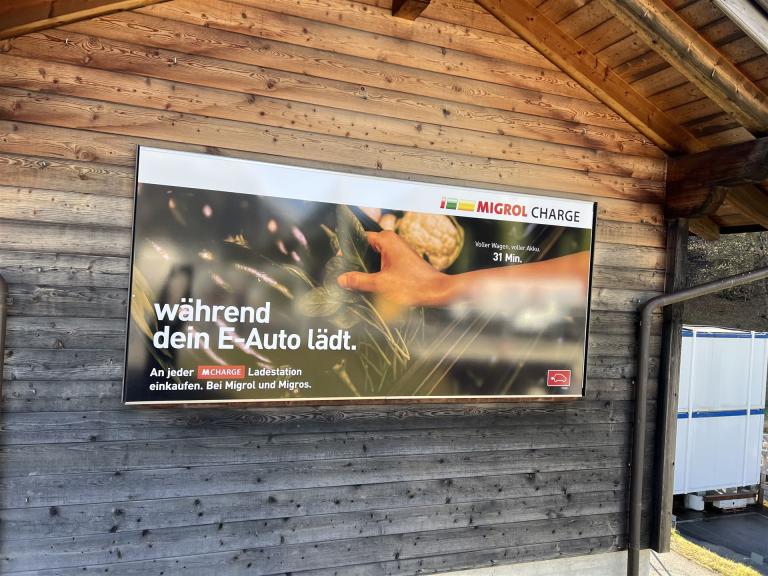 MIGROL CHARGE
Voller Wagen, voller Akku.
31 Min.
während
dein E-Auto lädt.
An jeder MCHARGE Ladestation
einkaufen. Bei Migrol und Migros.